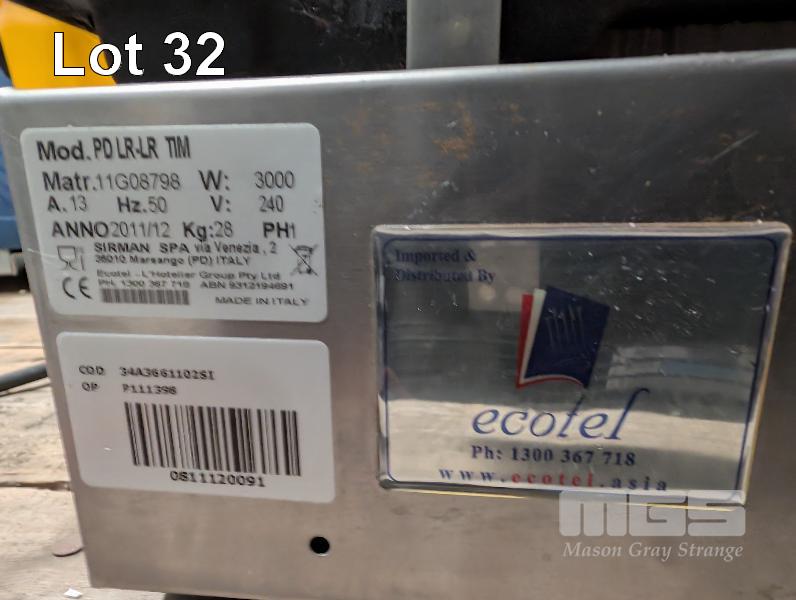 Lot 32
Mod. PD LR-LR TIM
Matr. 11G08798 W: 3000
A. 13 Hz. 50 V: 240
ANNO 2011/12 Kg: 28 PH1
SIRMAN SPA via Venezia , 2
35010 Marsango (PD) ITALY
Ecotel - L'Hotelier Group Pty Ltd
PH. 1300 367 718 ABN 9312194691
CE
MADE IN ITALY
COD 34A3661102SI
OP P111398
0811120091
Imported &
Distributed By
ecotel
Ph: 1300 367 718
www.ecotel.asia
MGS
Mason Gray Strange